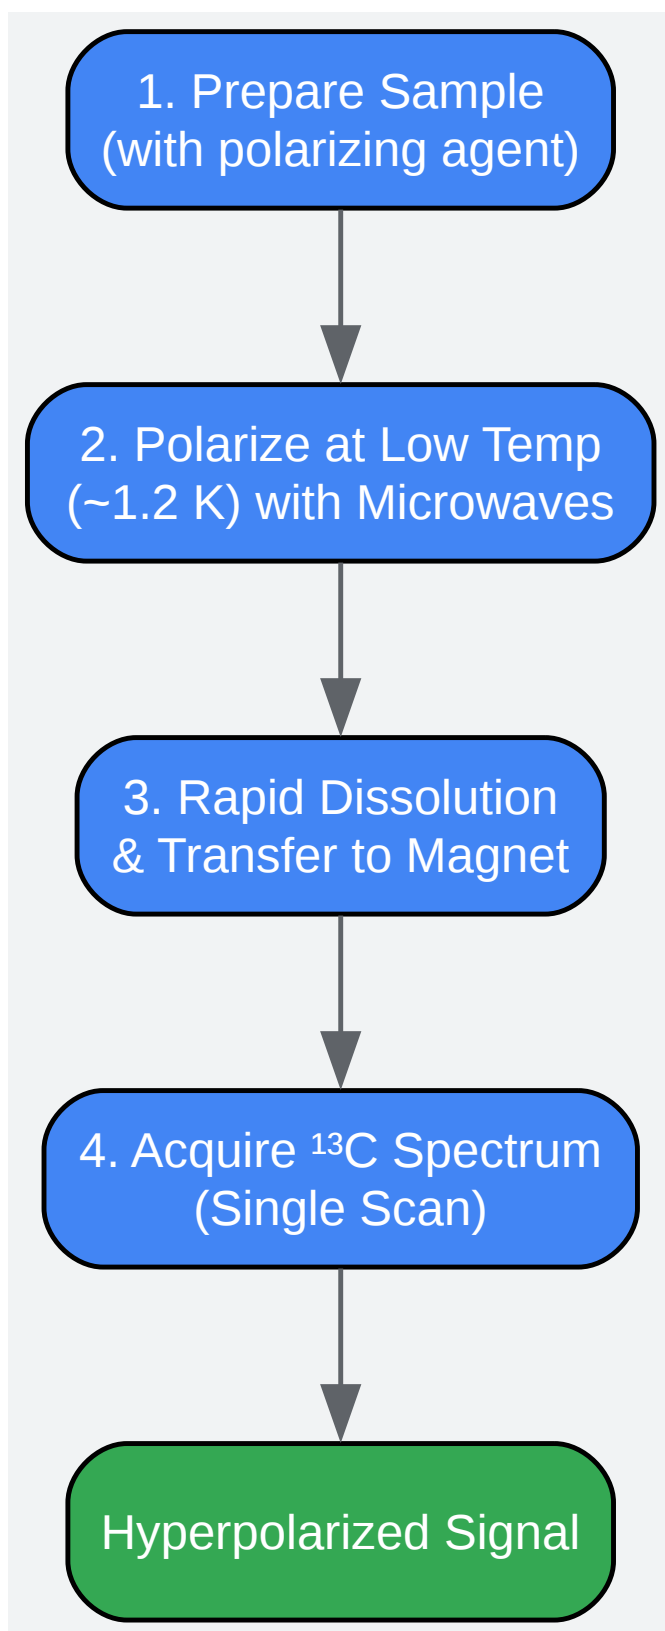 1. Prepare Sample
(with polarizing agent)
2. Polarize at Low Temp
(~1.2 K) with Microwaves
3. Rapid Dissolution
& Transfer to Magnet
4. Acquire ¹³C Spectrum
(Single Scan)
Hyperpolarized Signal